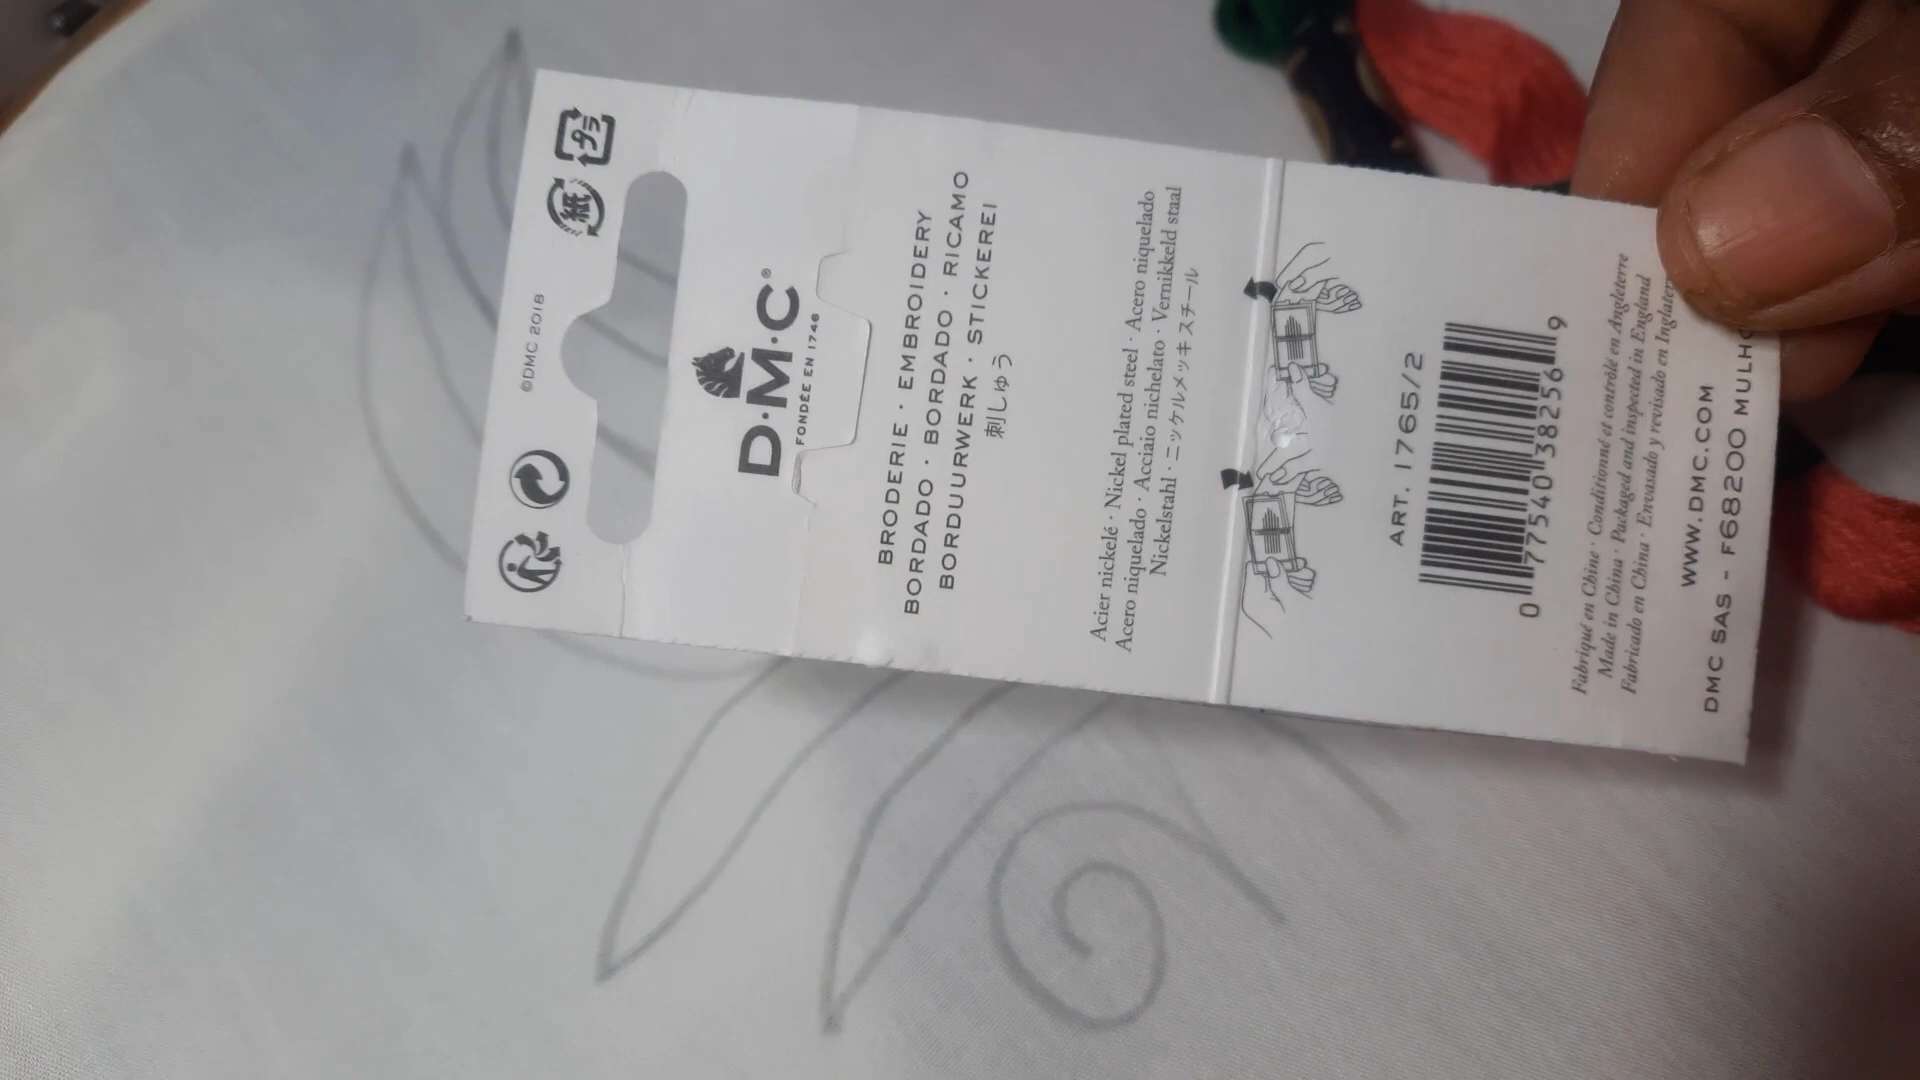 ©DMC 2018
紙
プラ
D·M·C®
FONDÉE EN 1746
BRODERIE · EMBROIDERY
BORDADO · BORDADO · RICAMO
BORDUURWERK · STICKEREI
刺しゅう
Acier nickelé · Nickel plated steel · Acero niquelado
Acero niquelado · Acciaio nichelato · Vernikkeld staal
Nickelstahl · ニッケルメッキスチール
ART. 1765/2
0 77540 38256 9
Fabriqué en Chine · Conditionné et contrôlé en Angleterre
Made in China · Packaged and inspected in England
Fabricado en China · Envasado y revisado en
WWW.DMC.COM
DMC SAS - F68200